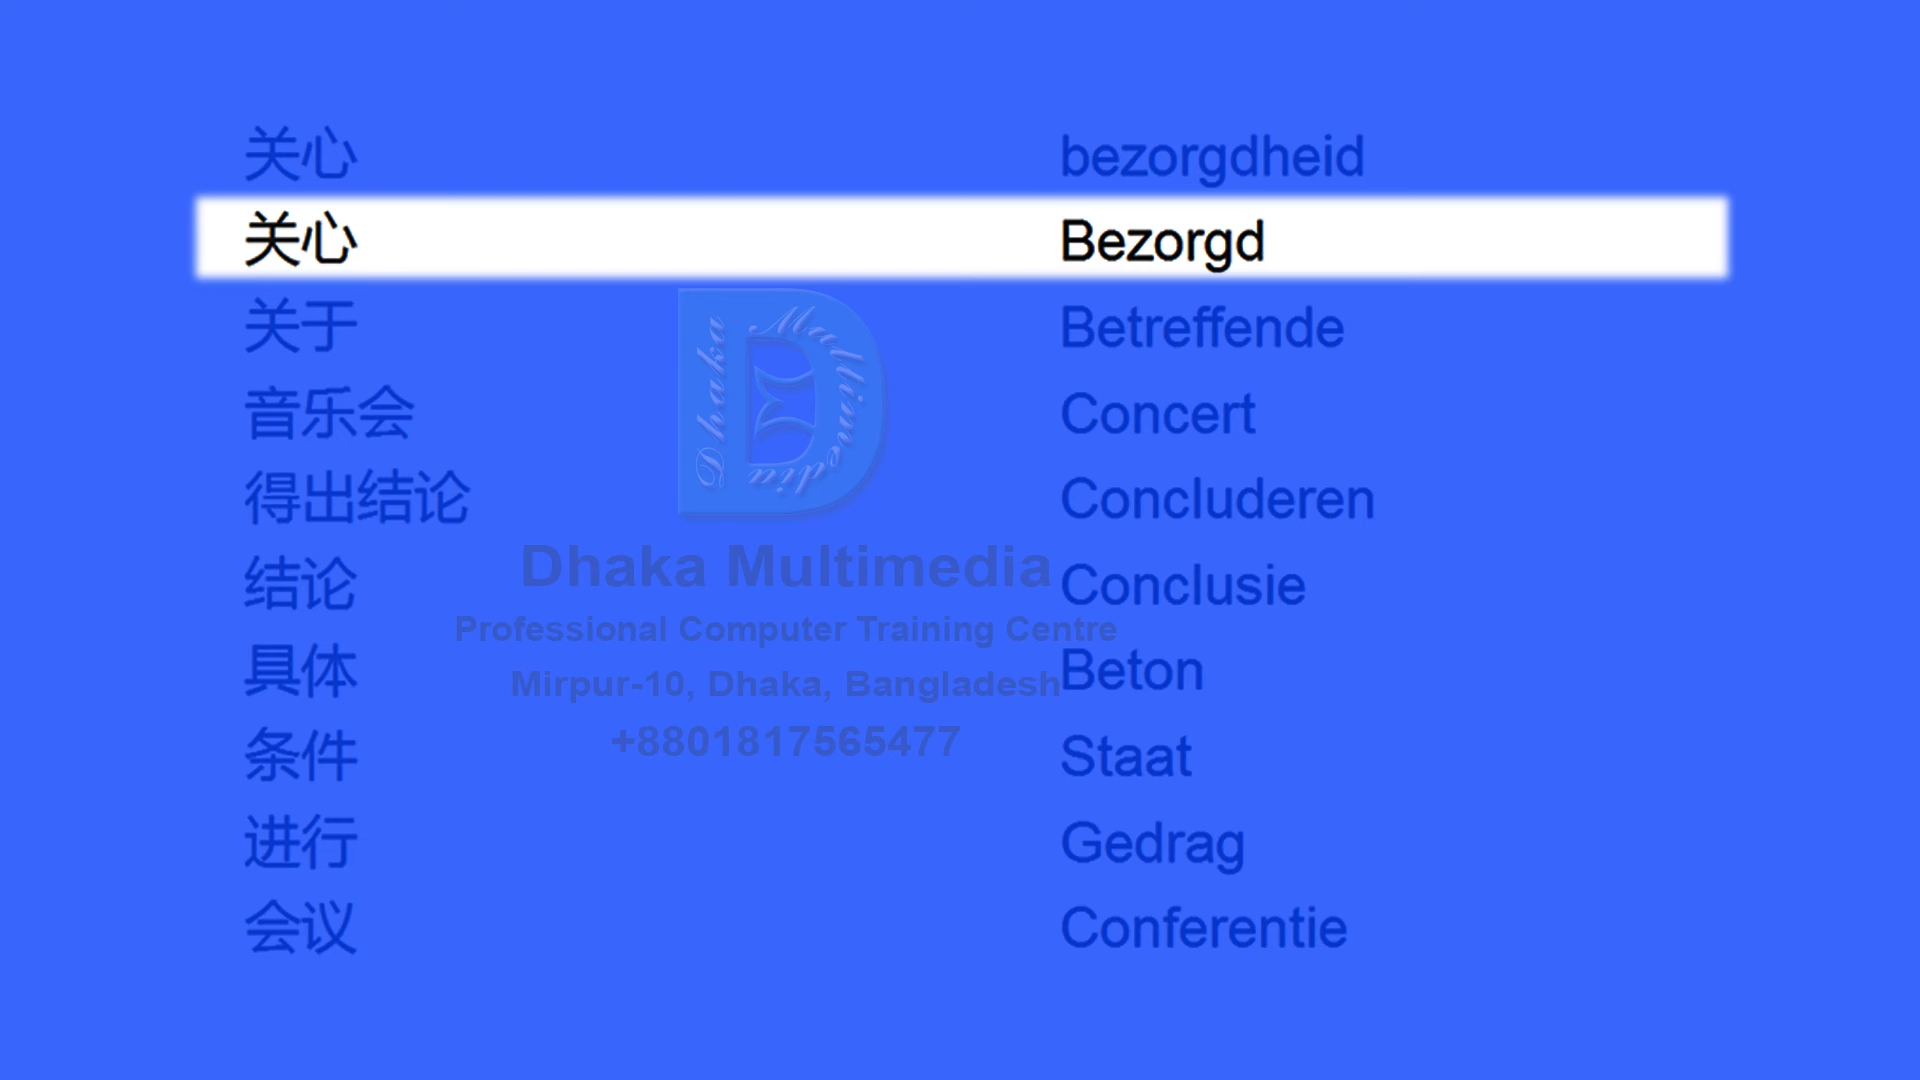 关心 bezorgdheid
关心 Bezorgd
关于 Betreffende
音乐会 Concert
得出结论 Concluderen
结论 Conclusie
具体 Beton
条件 Staat
进行 Gedrag
会议 Conferentie
Dhaka Multimedia
Dhaka Multimedia
Professional Computer Training Centre
Mirpur-10, Dhaka, Bangladesh
+8801817565477